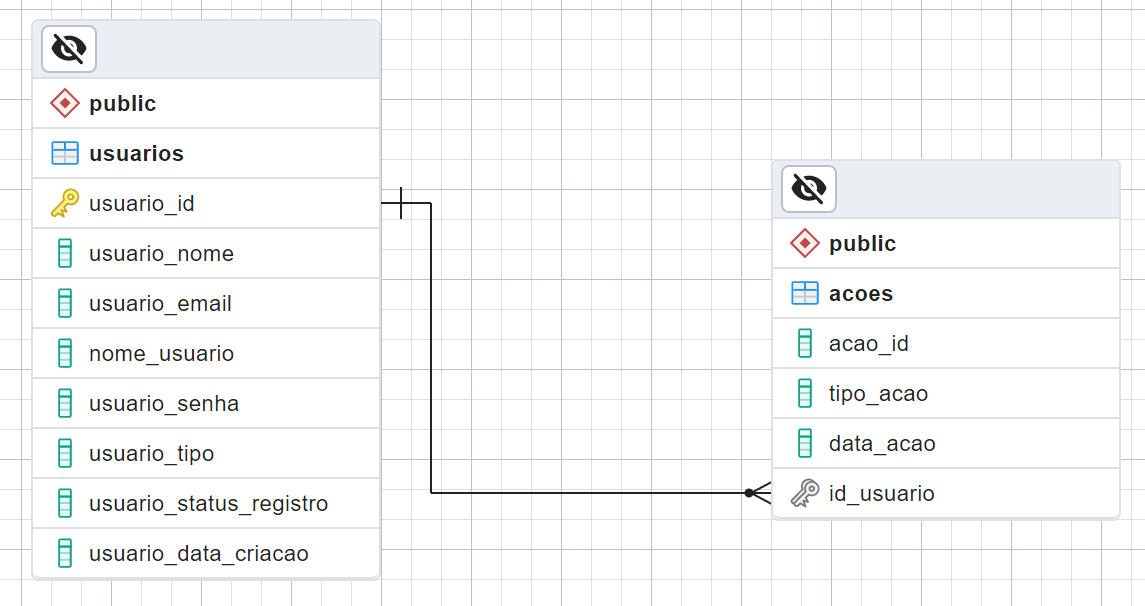 public
usuarios
usuario_id
usuario_nome
usuario_email
nome_usuario
usuario_senha
usuario_tipo
usuario_status_registro
usuario_data_criacao
public
acoes
acao_id
tipo_acao
data_acao
id_usuario